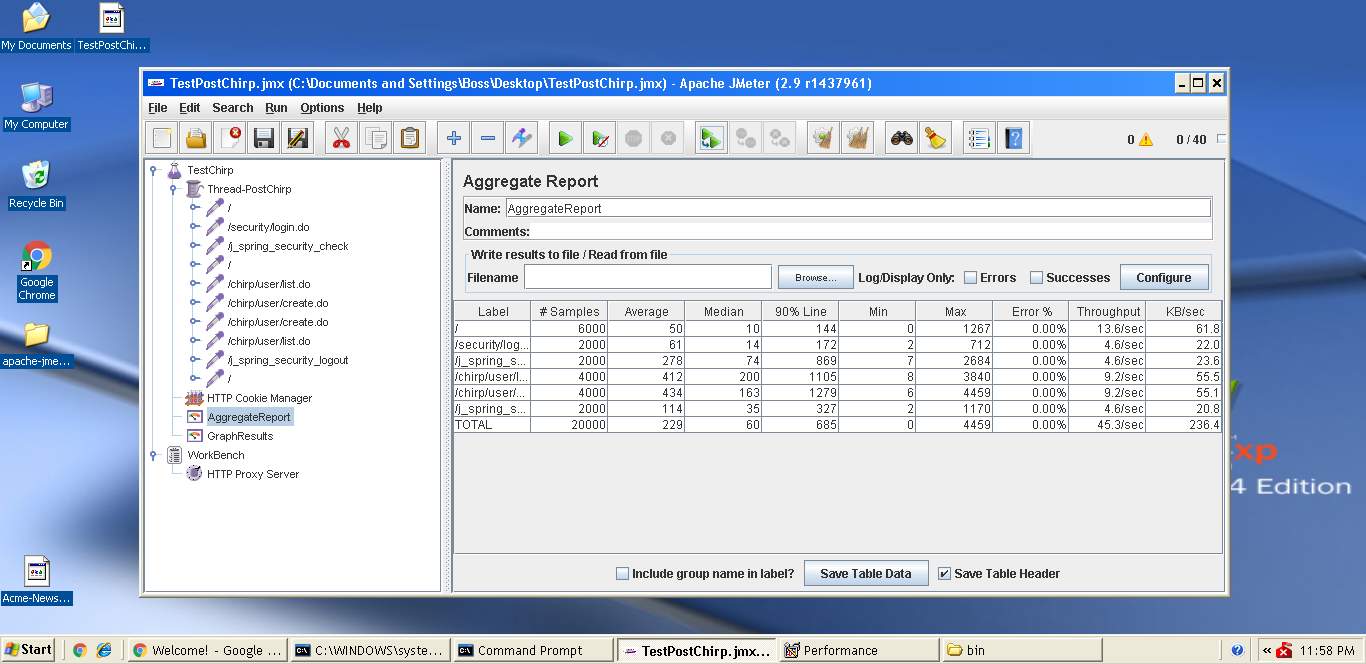 My Documents
TestPostChi...
My Computer
Recycle Bin
Google
Chrome
apache-jme...
Acme-News...
TestPostChirp.jmx (C:\Documents and Settings\Boss\Desktop\TestPostChirp.jmx) - Apache JMeter (2.9 r1437961)
File Edit Search Run Options Help
0 0 / 40
TestChirp
Thread-PostChirp
/
/security/login.do
/j_spring_security_check
/
/chirp/user/list.do
/chirp/user/create.do
/chirp/user/create.do
/chirp/user/list.do
/j_spring_security_logout
/
HTTP Cookie Manager
AggregateReport
GraphResults
WorkBench
HTTP Proxy Server
Aggregate Report
Name: AggregateReport
Comments:
Write results to file / Read from file
Filename Browse... Log/Display Only: Errors Successes Configure
Label # Samples Average Median 90% Line Min Max Error % Throughput KB/sec
/ 6000 50 10 144 0 1267 0.00% 13.6/sec 61.8
/security/log... 2000 61 14 172 2 712 0.00% 4.6/sec 22.0
/j_spring_s... 2000 278 74 869 7 2684 0.00% 4.6/sec 23.6
/chirp/user/l... 4000 412 200 1105 8 3840 0.00% 9.2/sec 55.5
/chirp/user/... 4000 434 163 1279 6 4459 0.00% 9.2/sec 55.1
/j_spring_s... 2000 114 35 327 2 1170 0.00% 4.6/sec 20.8
TOTAL 20000 229 60 685 0 4459 0.00% 45.3/sec 236.4
Include group name in label? Save Table Data Save Table Header
xp
4 Edition
Start Welcome! - Google ... C:\WINDOWS\syste... Command Prompt TestPostChirp.jmx... Performance bin 11:58 PM